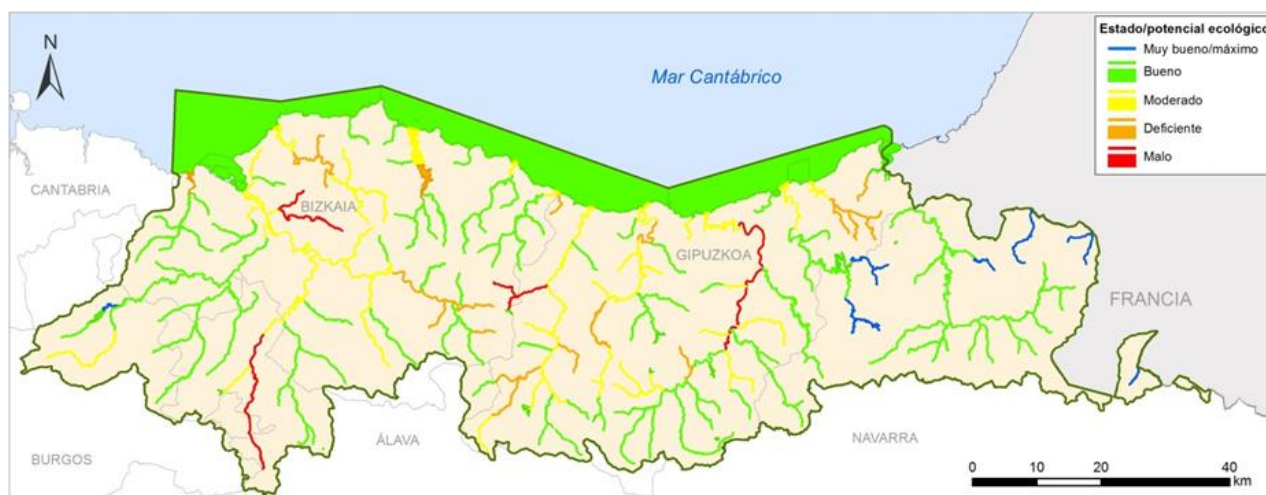 N
Mar Cantábrico
Estado/potencial ecológico
Muy bueno/máximo
Bueno
Moderado
Deficiente
Malo
CANTABRIA
BIZKAIA
GIPUZKOA
FRANCIA
ÁLAVA
NAVARRA
BURGOS
0 10 20 40
km